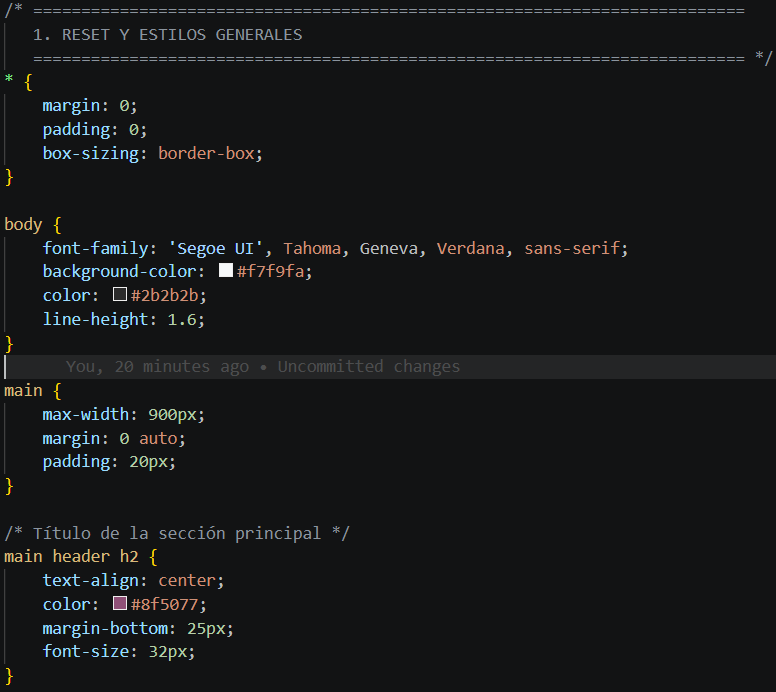 /* ==========================================================================
1. RESET Y ESTILOS GENERALES
========================================================================== */
* {
margin: 0;
padding: 0;
box-sizing: border-box;
}
body {
font-family: 'Segoe UI', Tahoma, Geneva, Verdana, sans-serif;
background-color: #f7f9fa;
color: #2b2b2b;
line-height: 1.6;
}
You, 20 minutes ago • Uncommitted changes
main {
max-width: 900px;
margin: 0 auto;
padding: 20px;
}
/* Título de la sección principal */
main header h2 {
text-align: center;
color: #8f5077;
margin-bottom: 25px;
font-size: 32px;
}